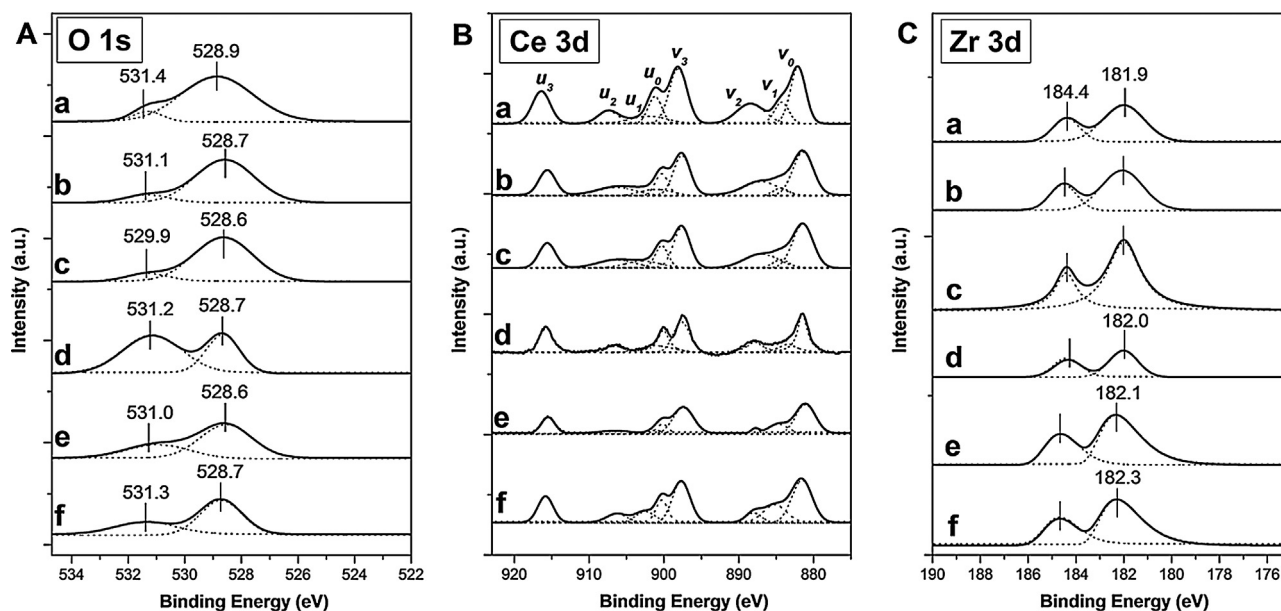 A
O 1s
528.9
531.4
a
528.7
531.1
b
528.6
529.9
c
531.2
528.7
d
528.6
531.0
e
528.7
531.3
f
Intensity (a.u.)
534 532 530 528 526 524 522
Binding Energy (eV)
B
Ce 3d
u3 u2 u1 u0 v3 v2 v1 v0
a
b
c
d
e
f
Intensity (a.u.)
920 910 900 890 880
Binding Energy (eV)
C
Zr 3d
184.4 181.9
a
b
c
182.0
d
182.1
e
182.3
f
Intensity (a.u.)
190 188 186 184 182 180 178 176
Binding Energy (eV)